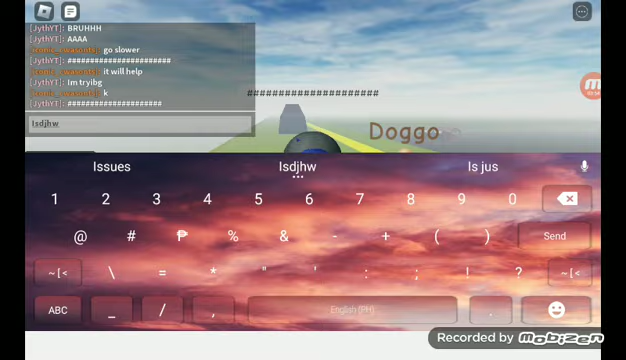 [JythYT]: BRUHHH
[JythYT]: AAAA
go slower
[JythYT]: #######################
it will help
[JythYT]: Im tryibg
k
[JythYT]: #####################
#####################
Isdjhw
Doggo
Issues Isdjhw Is jus
1 2 3 4 5 6 7 8 9 0
@ # ₱ % & - + ( ) Send
~[< \ = * " ' : ; ! ? ~[<
ABC _ / , English (PH) .
Recorded by Mobizen